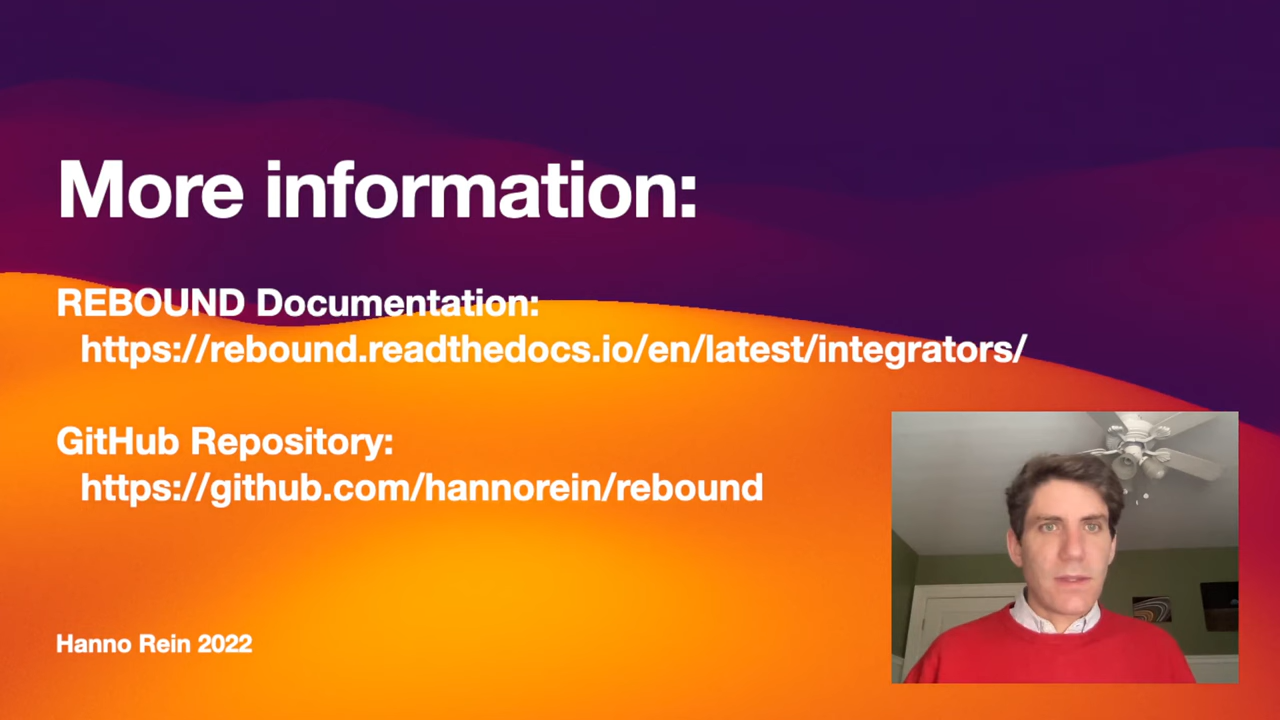 More information:
REBOUND Documentation:
https://rebound.readthedocs.io/en/latest/integrators/
GitHub Repository:
https://github.com/hannorein/rebound
Hanno Rein 2022